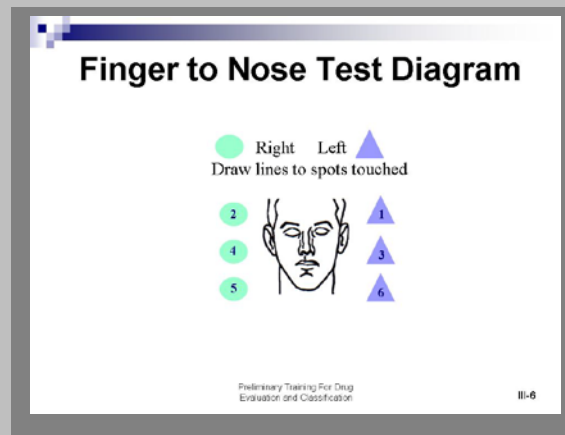 Finger to Nose Test Diagram
Right Left
Draw lines to spots touched
2 1
4 3
5 6
Preliminary Training For Drug
Evaluation and Classification
III-6